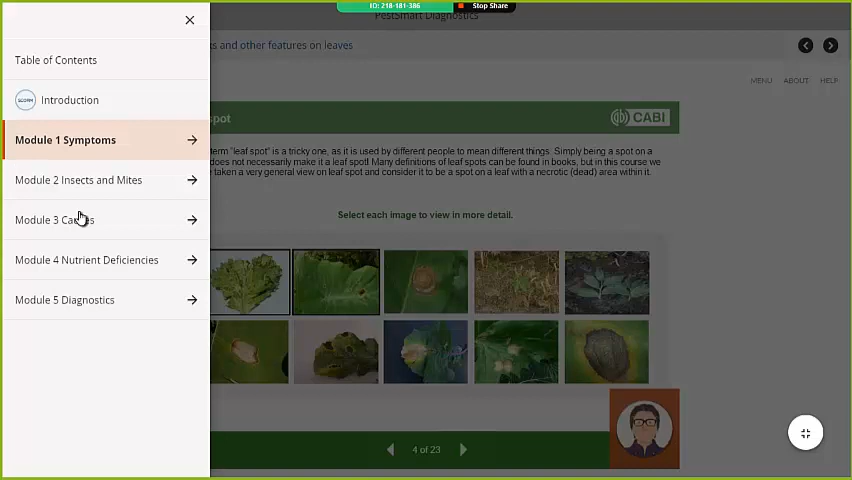 ID: 218-181-386
Stop Share
PestSmart Diagnostics
ks and other features on leaves
Table of Contents
SCORM
Introduction
Module 1 Symptoms
Module 2 Insects and Mites
Module 3 Causes
Module 4 Nutrient Deficiencies
Module 5 Diagnostics
MENU ABOUT HELP
spot
CABI
term "leaf spot" is a tricky one, as it is used by different people to mean different things. Simply being a spot on a
does not necessarily make it a leaf spot! Many definitions of leaf spots can be found in books, but in this course we
taken a very general view on leaf spot and consider it to be a spot on a leaf with a necrotic (dead) area within it.
Select each image to view in more detail.
4 of 23